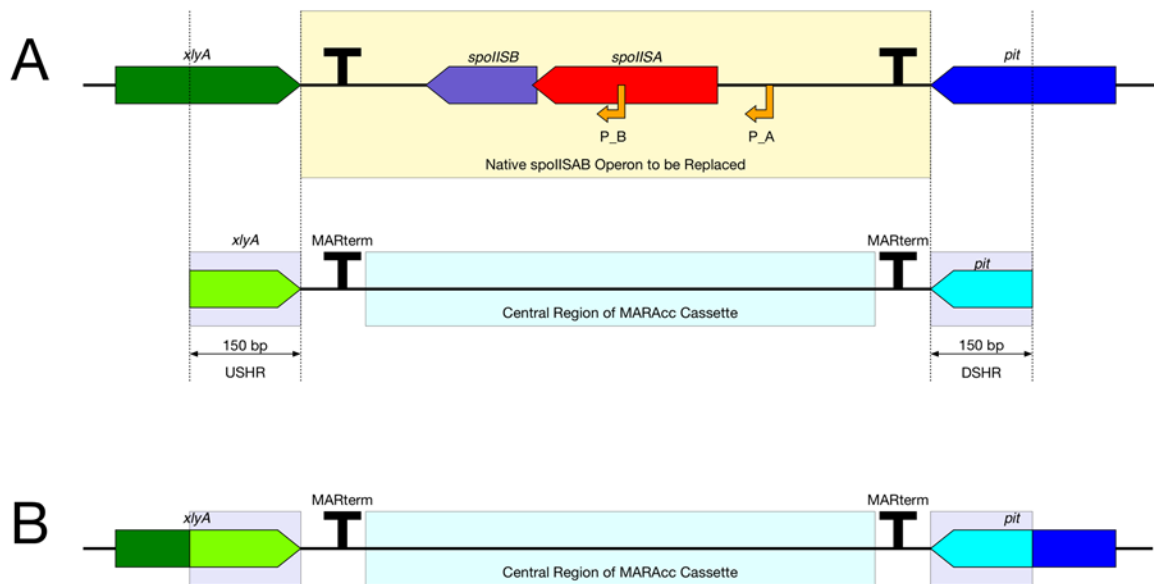 A
xlyA
spoIISB
spoIISA
pit
P_B
P_A
Native spoIISAB Operon to be Replaced
xlyA
MARterm
MARterm
pit
Central Region of MARAcc Cassette
150 bp
150 bp
USHR
DSHR
B
xlyA
MARterm
MARterm
pit
Central Region of MARAcc Cassette